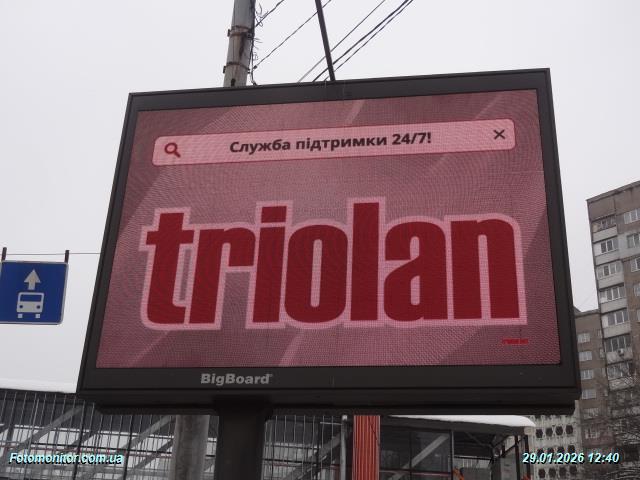 Служба підтримки 24/7!
triolan
BigBoard
Fotomonitor.com.ua
29.01.2026 12:40